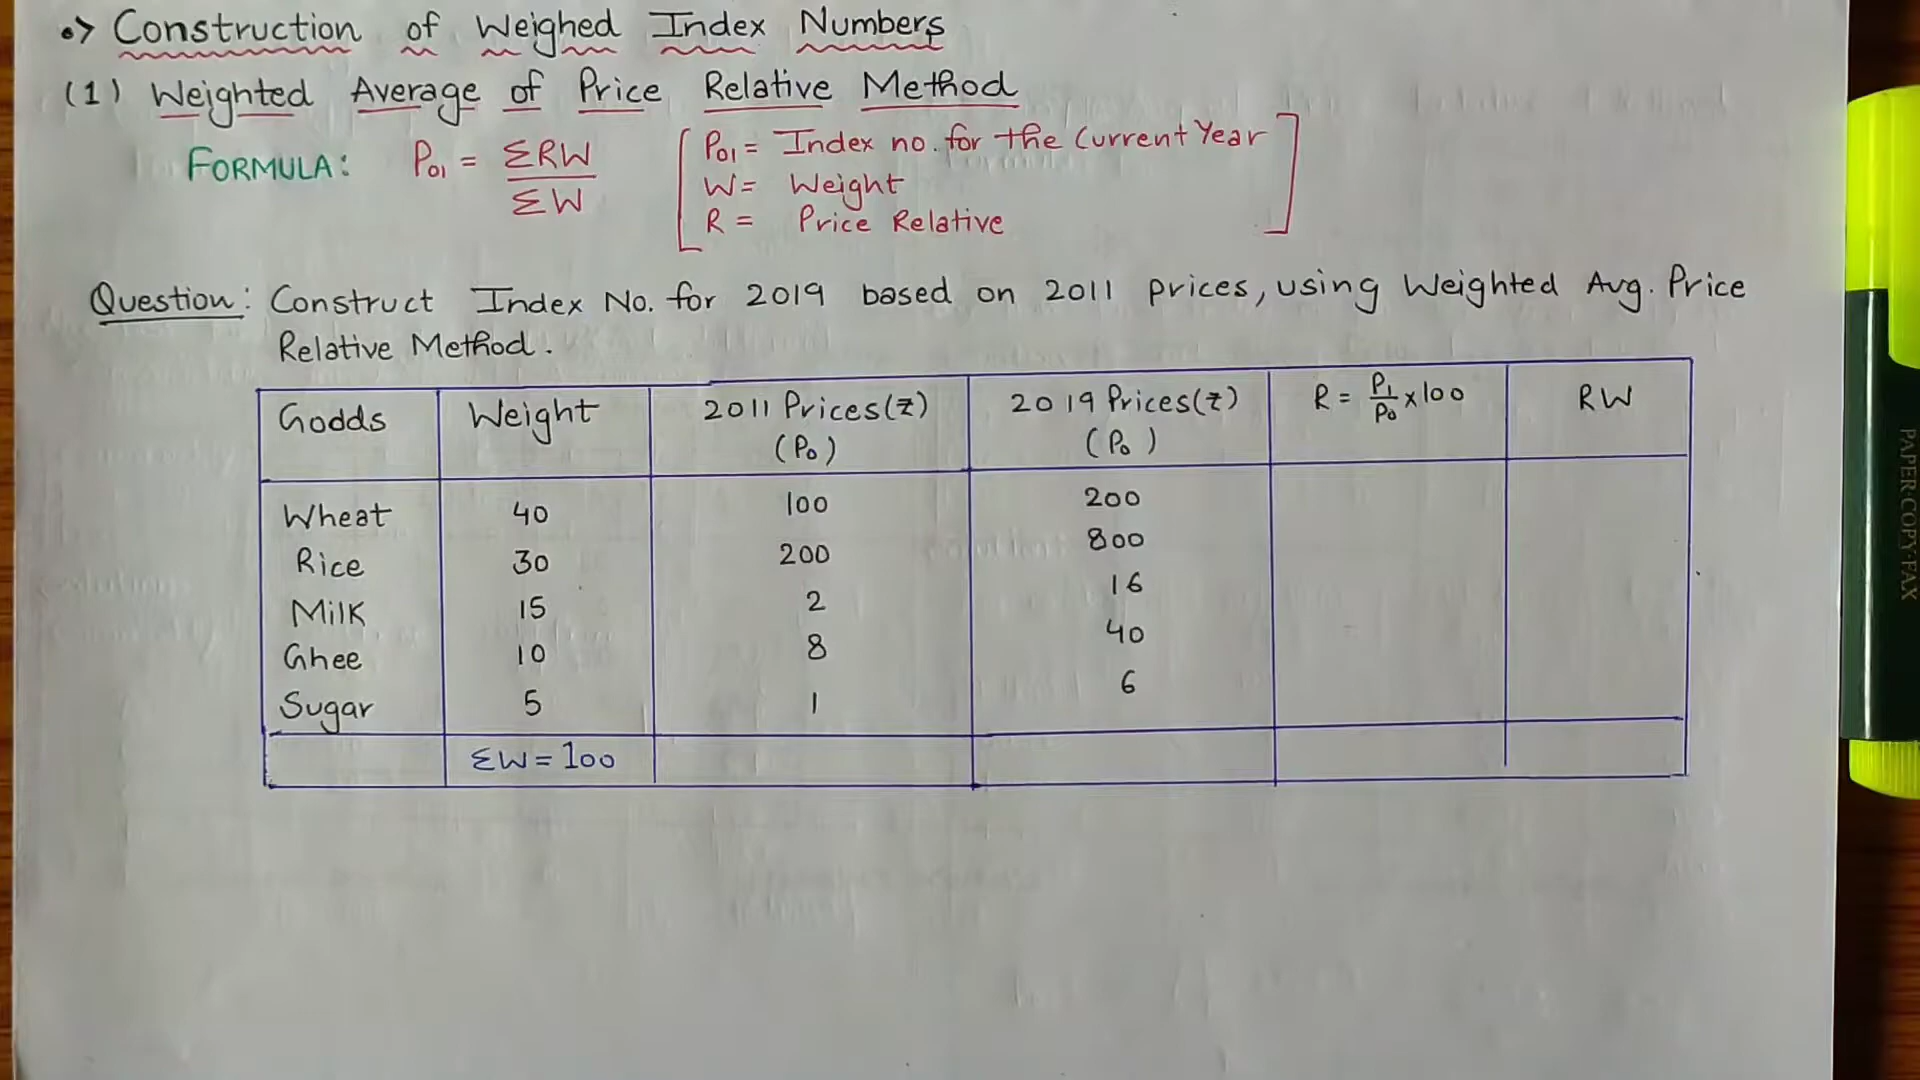 •> Construction of Weighed Index Numbers
(1) Weighted Average of Price Relative Method
FORMULA: P₀₁ = ΣRW / ΣW
[ P₀₁ = Index no. for the Current Year
W = Weight
R = Price Relative ]
Question: Construct Index No. for 2019 based on 2011 prices, using Weighted Avg. Price
Relative Method.
Godds Weight 2011 Prices(₹) (P₀) 2019 Prices(₹) (P₀) R = P₁/P₀ x 100 RW
Wheat 40 100 200
Rice 30 200 800
Milk 15 2 16
Ghee 10 8 40
Sugar 5 1 6
ΣW = 100
PAPER·COPY·FAX